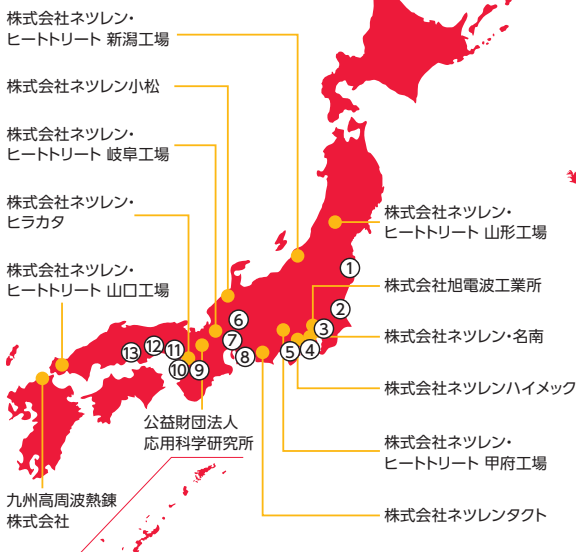 株式会社ネツレン・
ヒートトリート 新潟工場
株式会社ネツレン小松
株式会社ネツレン・
ヒートトリート 岐阜工場
株式会社ネツレン・
ヒラカタ
株式会社ネツレン・
ヒートトリート 山口工場
株式会社ネツレン・
ヒートトリート 山形工場
①
株式会社旭電波工業所
②
③
株式会社ネツレン・名南
④
⑤
⑥
⑦
⑧
⑨
⑩
⑪
⑫
⑬
株式会社ネツレンハイメック
公益財団法人
応用科学研究所
株式会社ネツレン・
ヒートトリート 甲府工場
九州高周波熱錬
株式会社
株式会社ネツレンタクト